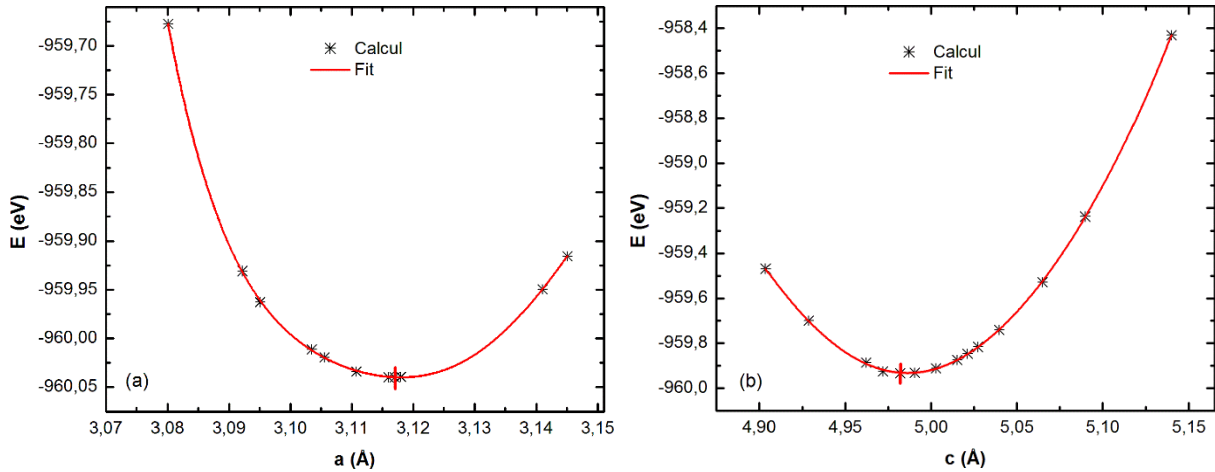 -959,70
-959,75
-959,80
-959,85
-959,90
-959,95
-960,00
-960,05
E (eV)
Calcul
Fit
(a)
3,07 3,08 3,09 3,10 3,11 3,12 3,13 3,14 3,15
a (Å)
-958,4
-958,6
-958,8
-959,0
-959,2
-959,4
-959,6
-959,8
-960,0
E (eV)
Calcul
Fit
(b)
4,90 4,95 5,00 5,05 5,10 5,15
c (Å)